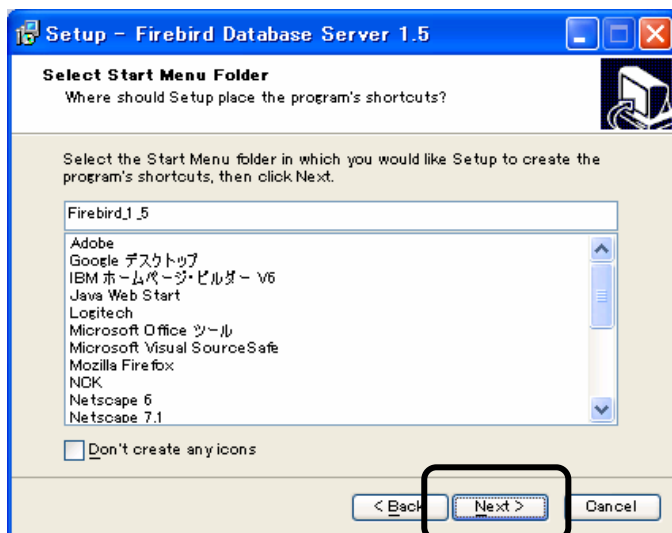 Setup - Firebird Database Server 1.5
Select Start Menu Folder
Where should Setup place the program's shortcuts?
Select the Start Menu folder in which you would like Setup to create the
program's shortcuts, then click Next.
Firebird_1_5
Adobe
Google デスクトップ
IBM ホームページ・ビルダー V6
Java Web Start
Logitech
Microsoft Office ツール
Microsoft Visual SourceSafe
Mozilla Firefox
NCK
Netscape 6
Netscape 7.1
Don't create any icons
< Back
Next >
Cancel